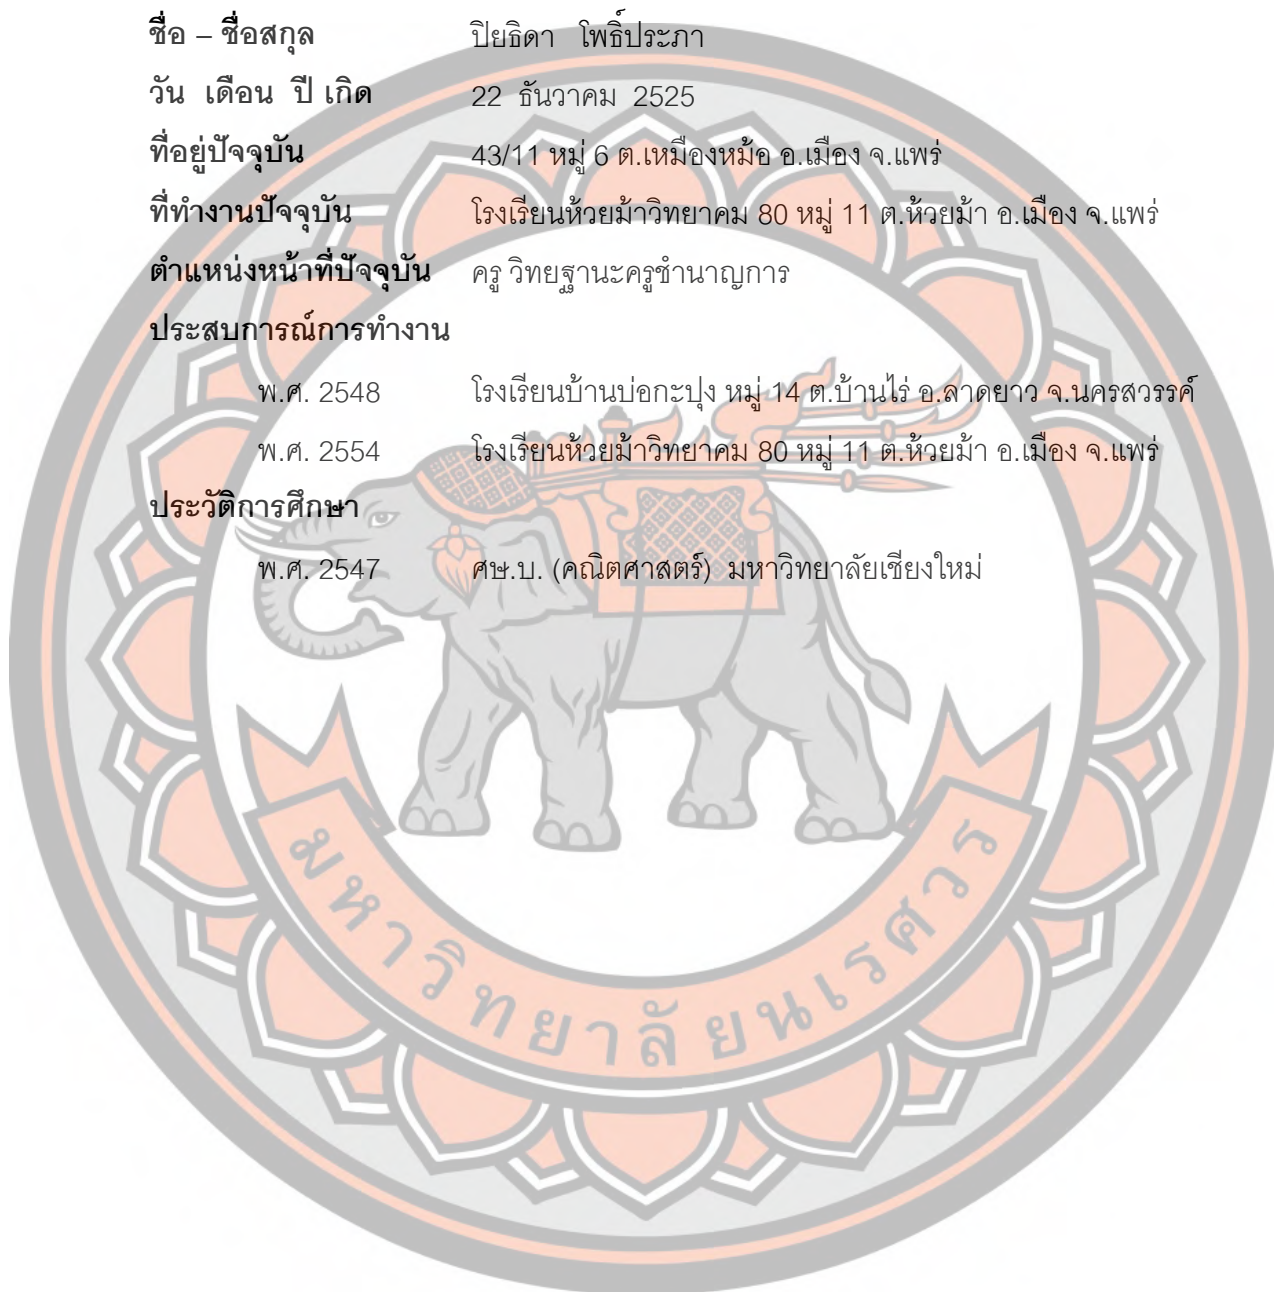 ชื่อ – ชื่อสกุล ปิยธิดา โพธิ์ประภา
วัน เดือน ปี เกิด 22 ธันวาคม 2525
ที่อยู่ปัจจุบัน 43/11 หมู่ 6 ต.เหมืองหม้อ อ.เมือง จ.แพร่
ที่ทำงานปัจจุบัน โรงเรียนห้วยม้าวิทยาคม 80 หมู่ 11 ต.ห้วยม้า อ.เมือง จ.แพร่
ตำแหน่งหน้าที่ปัจจุบัน ครู วิทยฐานะครูชำนาญการ
ประสบการณ์การทำงาน
พ.ศ. 2548 โรงเรียนบ้านบ่อกะปุง หมู่ 14 ต.บ้านไร่ อ.ลาดยาว จ.นครสวรรค์
พ.ศ. 2554 โรงเรียนห้วยม้าวิทยาคม 80 หมู่ 11 ต.ห้วยม้า อ.เมือง จ.แพร่
ประวัติการศึกษา
พ.ศ. 2547 ศษ.บ. (คณิตศาสตร์) มหาวิทยาลัยเชียงใหม่
มหาวิทยาลัยนเรศวร